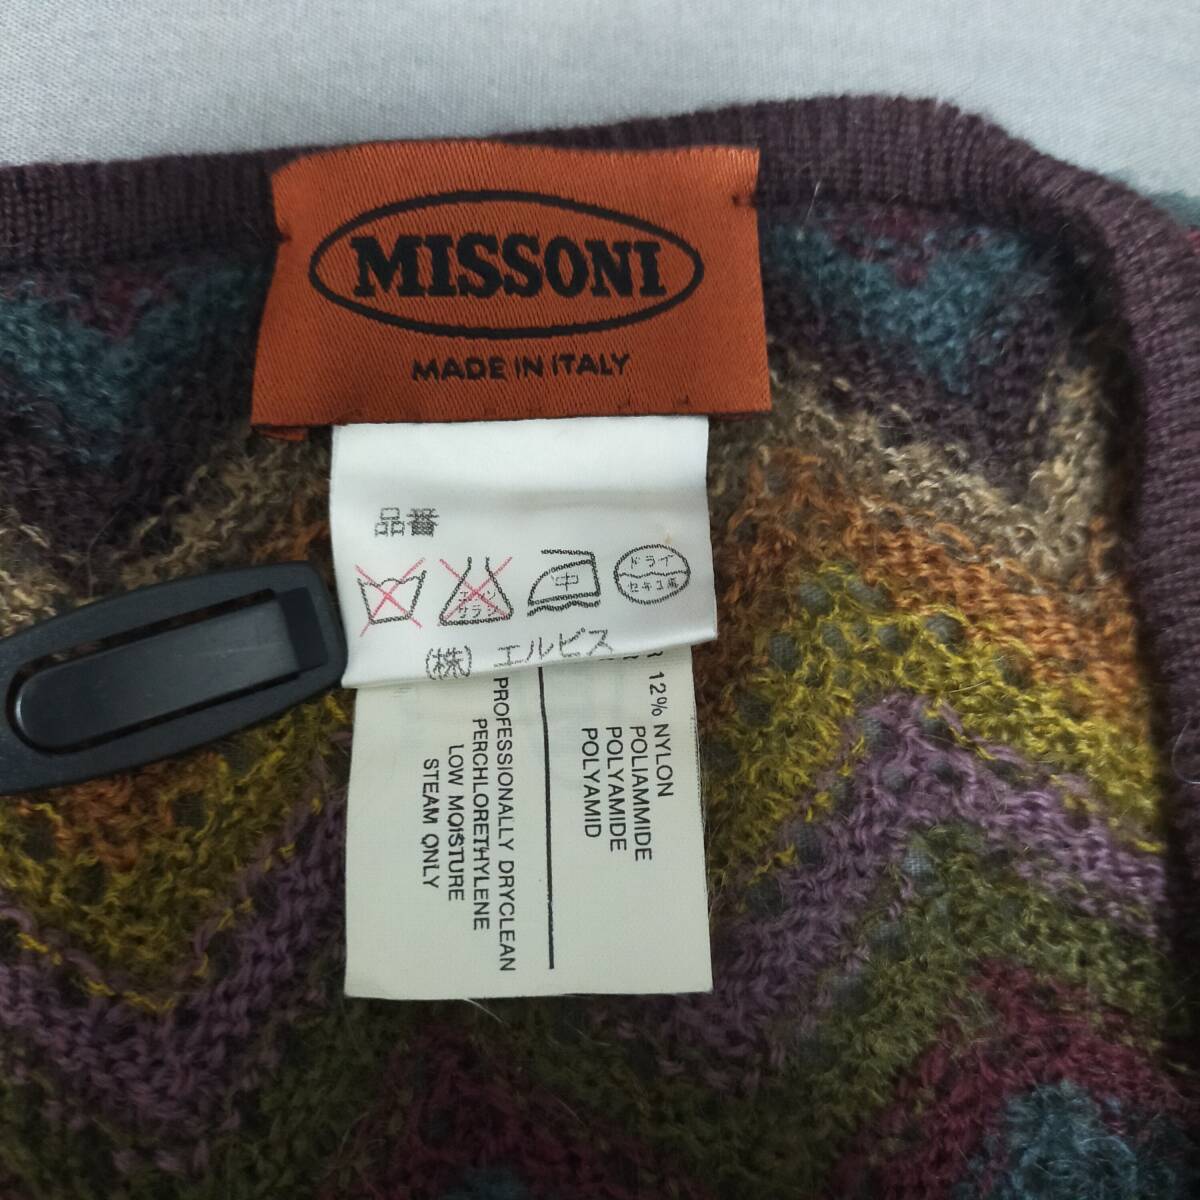 MISSONI
MADE IN ITALY
品番
中
ドライ
セキユ系
(株) エルビス
12% NYLON
POLIAMMIDE
POLYAMIDE
POLYAMID
PROFESSIONALLY DRYCLEAN
PERCHLORETHYLENE
LOW MOISTURE
STEAM ONLY